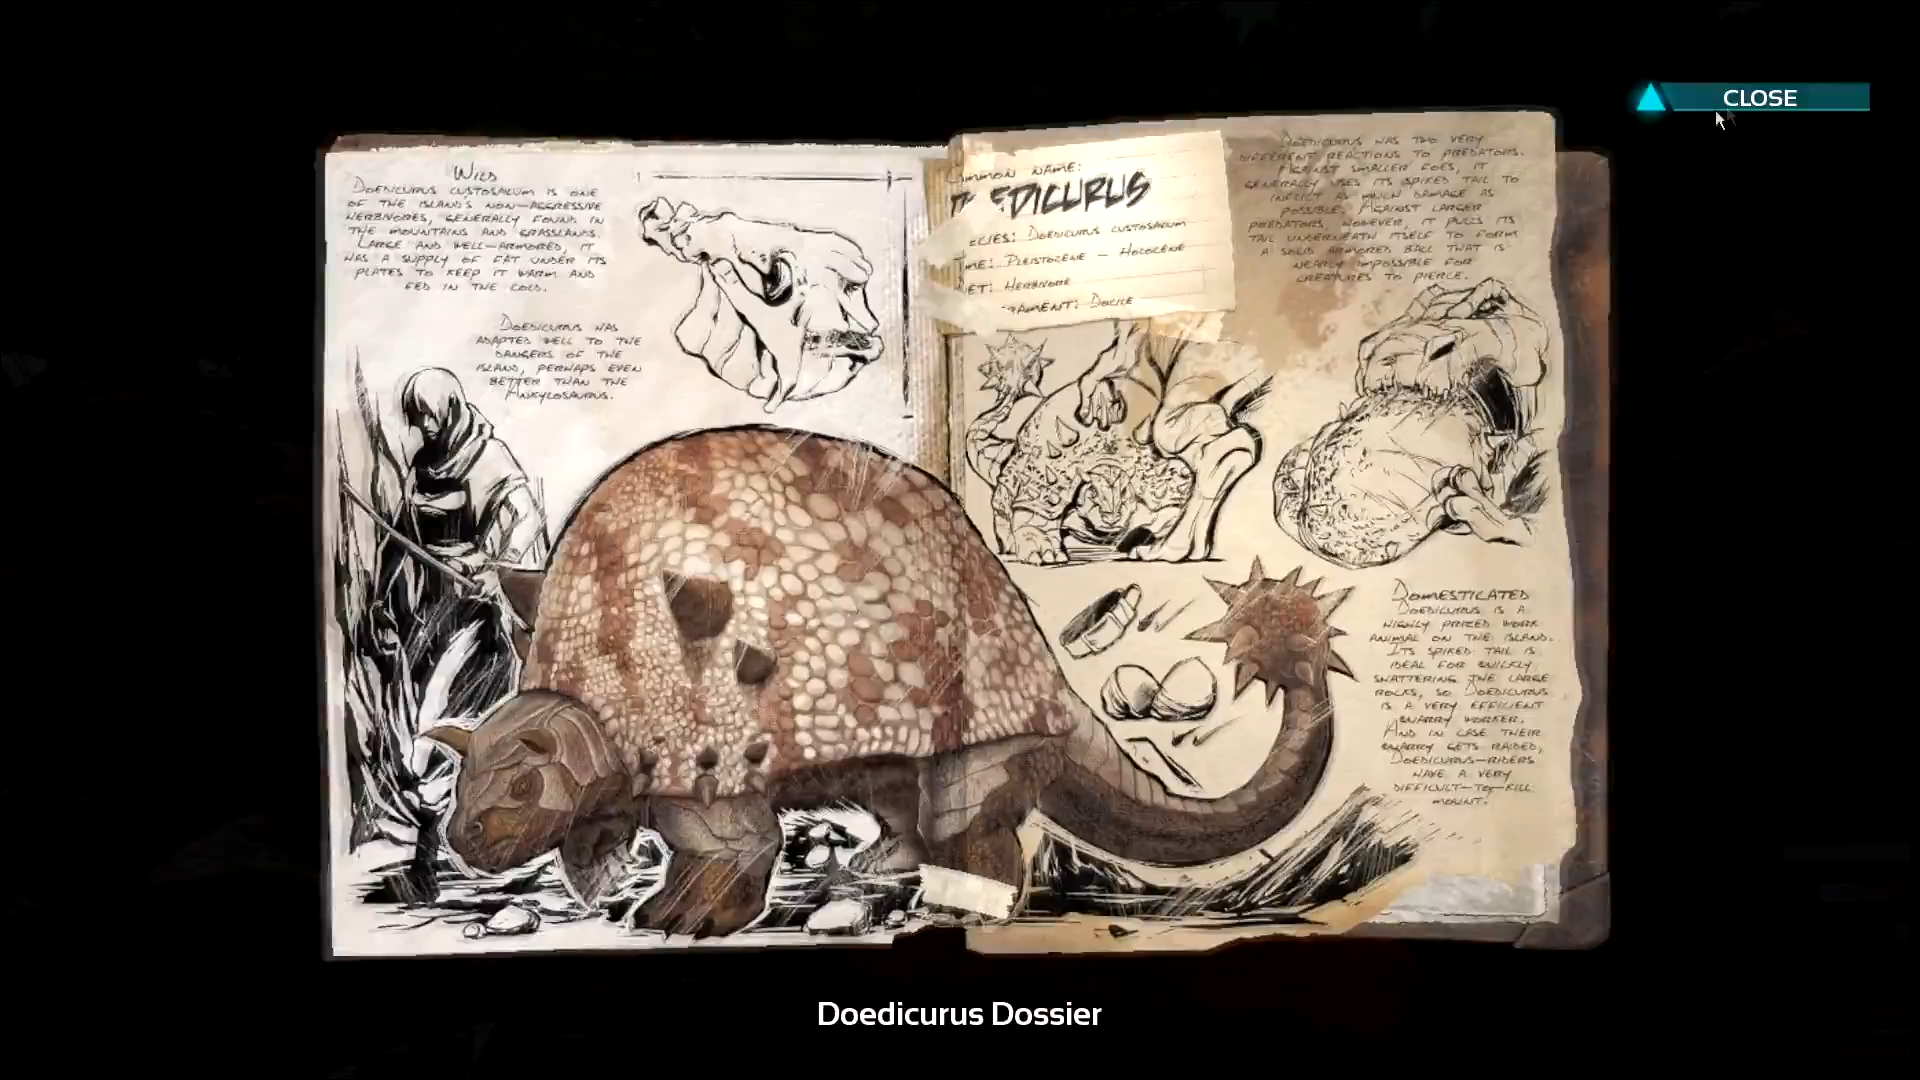 WILD
DOEDICURUS CUSTOSAXUM IS ONE
OF THE ISLAND'S NON-AGGRESSIVE
HERBIVORES, GENERALLY FOUND IN
THE MOUNTAINS AND GRASSLANDS.
LARGE AND WELL-ARMORED, IT
HAS A SUPPLY OF FAT UNDER ITS
PLATES TO KEEP IT WARM AND
FED IN THE COLD.
DOEDICURUS HAS
ADAPTED WELL TO THE
DANGERS OF THE
ISLAND, PERHAPS EVEN
BETTER THAN THE
ANKYLOSAURUS.
COMMON NAME:
DOEDICURUS
ECIES: DOEDICURUS CUSTOSAXUM
IME: PLEISTOCENE - HOLOCENE
ET: HERBIVORE
RAMENT: DOCILE
DOEDICURUS HAS TWO VERY
DIFFERENT REACTIONS TO PREDATORS.
AGAINST SMALLER FOES, IT
GENERALLY USES ITS SPIKED TAIL TO
INFLICT AS MUCH DAMAGE AS
POSSIBLE. AGAINST LARGER
PREDATORS, HOWEVER, IT PULLS ITS
TAIL UNDERNEATH ITSELF TO FORM
A SOLID ARMORED BALL THAT IS
NEARLY IMPOSSIBLE FOR
CREATURES TO PIERCE.
DOMESTICATED
DOEDICURUS IS A
HIGHLY PRIZED WORK
ANIMAL ON THE ISLAND.
ITS SPIKED TAIL IS
IDEAL FOR QUICKLY
SHATTERING THE LARGE
ROCKS, SO DOEDICURUS
IS A VERY EFFICIENT
QUARRY WORKER.
AND IN CASE THEIR
QUARRY GETS RAIDED,
DOEDICURUS-RIDERS
HAVE A VERY
DIFFICULT-TO-KILL
MOUNT.
CLOSE
Doedicurus Dossier